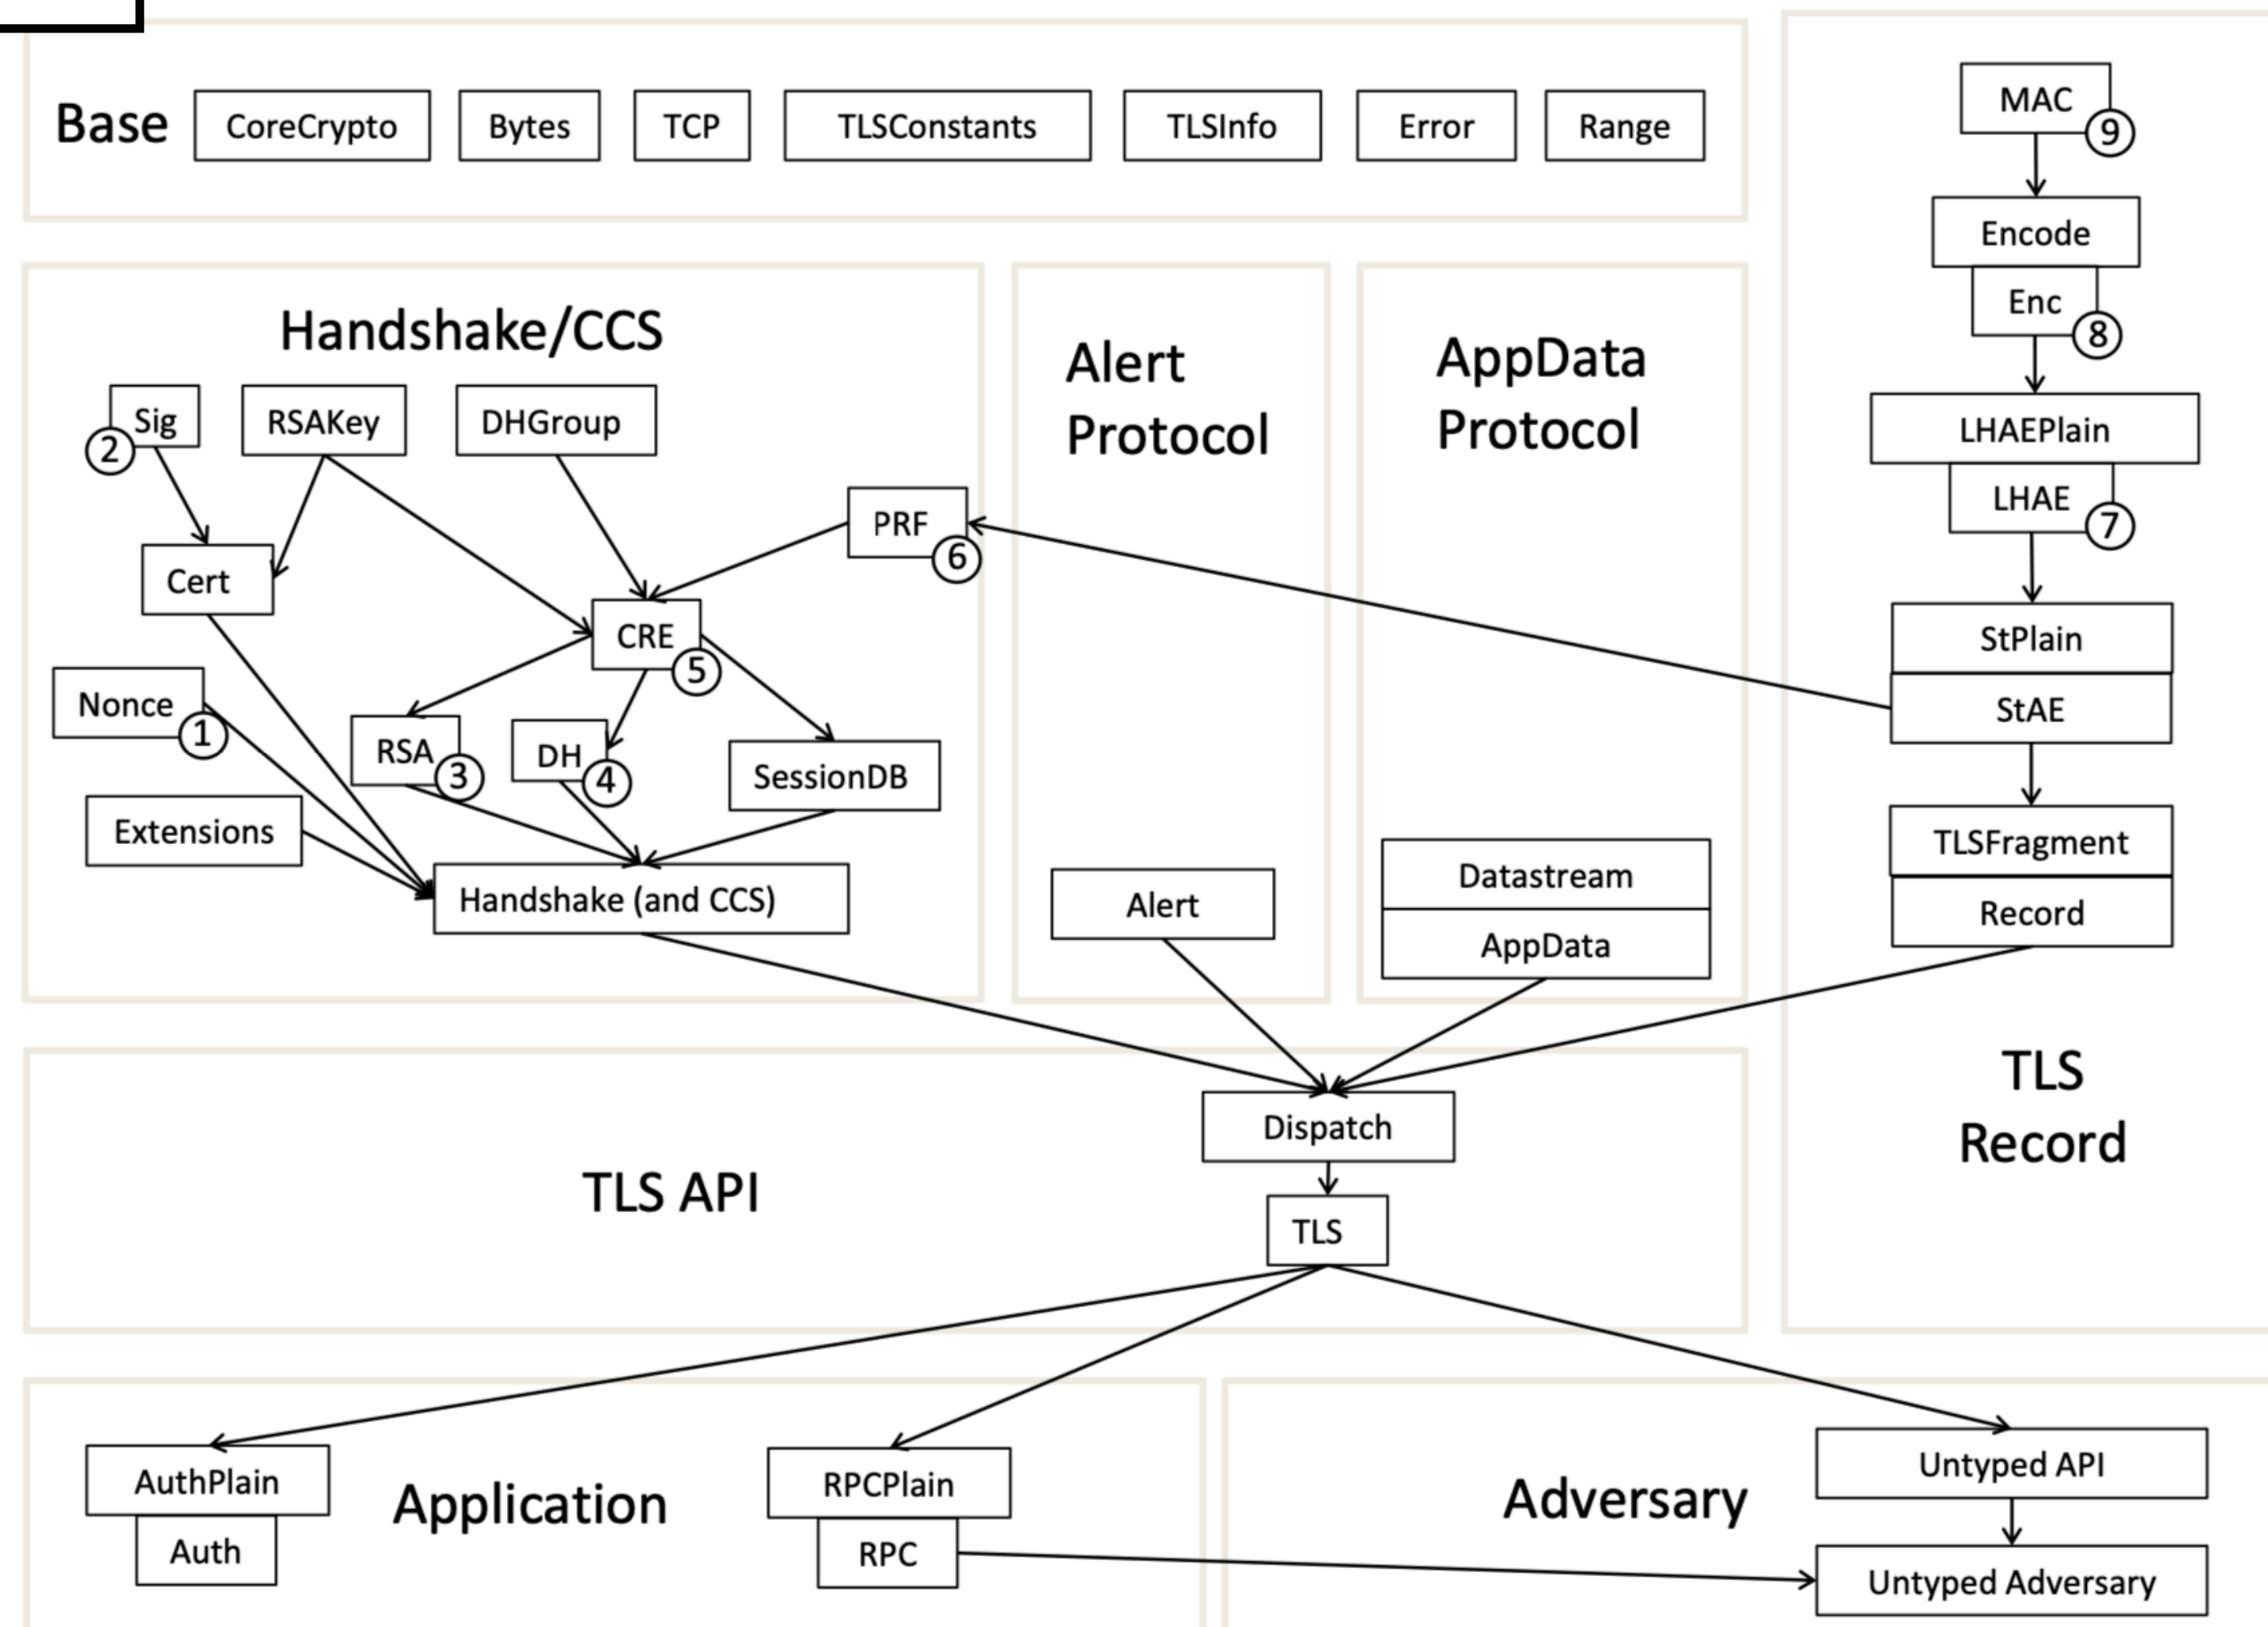 Base
CoreCrypto
Bytes
TCP
TLSConstants
TLSInfo
Error
Range
Handshake/CCS
Sig
2
RSAKey
DHGroup
PRF
6
Cert
CRE
5
Nonce
1
RSA
3
DH
4
SessionDB
Extensions
Handshake (and CCS)
Alert
Protocol
Alert
AppData
Protocol
Datastream
AppData
MAC
9
Encode
Enc
8
LHAEPlain
LHAE
7
StPlain
StAE
TLSFragment
Record
TLS
Record
TLS API
Dispatch
TLS
AuthPlain
Auth
Application
RPCPlain
RPC
Adversary
Untyped API
Untyped Adversary